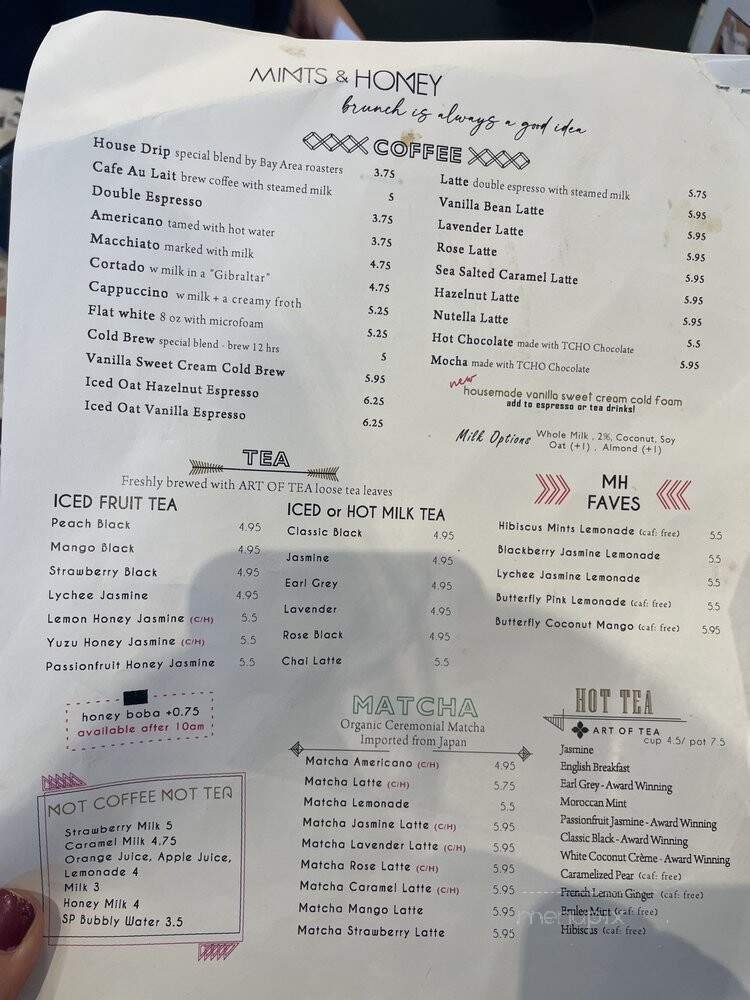 MINTS & HONEY
brunch is always a good idea
COFFEE
House Drip special blend by Bay Area roasters 3.75
Cafe Au Lait brew coffee with steamed milk 5
Double Espresso 3.75
Americano tamed with hot water 3.75
Macchiato marked with milk 4.75
Cortado w milk in a "Gibraltar" 4.75
Cappuccino w milk + a creamy froth 5.25
Flat white 8 oz with microfoam 5.25
Cold Brew special blend - brew 12 hrs 5
Vanilla Sweet Cream Cold Brew 5.95
Iced Oat Hazelnut Espresso 6.25
Iced Oat Vanilla Espresso 6.25
Latte double espresso with steamed milk 5.75
Vanilla Bean Latte 5.95
Lavender Latte 5.95
Rose Latte 5.95
Sea Salted Caramel Latte 5.95
Hazelnut Latte 5.95
Nutella Latte 5.95
Hot Chocolate made with TCHO Chocolate 5.5
Mocha made with TCHO Chocolate 5.95
new
housemade vanilla sweet cream cold foam
add to espresso or tea drinks!
Milk Options Whole Milk . 2%, Coconut, Soy
Oat (+1) . Almond (+1)
TEA
Freshly brewed with ART OF TEA loose tea leaves
ICED FRUIT TEA
Peach Black 4.95
Mango Black 4.95
Strawberry Black 4.95
Lychee Jasmine 4.95
Lemon Honey Jasmine (C/H) 5.5
Yuzu Honey Jasmine (C/H) 5.5
Passionfruit Honey Jasmine 5.5
honey boba +0.75
available after 10am
ICED or HOT MILK TEA
Classic Black 4.95
Jasmine 4.95
Earl Grey 4.95
Lavender 4.95
Rose Black 4.95
Chai Latte 5.5
MH
FAVES
Hibiscus Mints Lemonade (caf: free) 5.5
Blackberry Jasmine Lemonade 5.5
Lychee Jasmine Lemonade 5.5
Butterfly Pink Lemonade (caf: free) 5.5
Butterfly Coconut Mango (caf: free) 5.95
NOT COFFEE NOT TEA
Strawberry Milk 5
Caramel Milk 4.75
Orange Juice, Apple Juice,
Lemonade 4
Milk 3
Honey Milk 4
SP Bubbly Water 3.5
MATCHA
Organic Ceremonial Matcha
Imported from Japan
Matcha Americano (C/H) 4.95
Matcha Latte (C/H) 5.75
Matcha Lemonade 5.5
Matcha Jasmine Latte (C/H) 5.95
Matcha Lavender Latte (C/H) 5.95
Matcha Rose Latte (C/H) 5.95
Matcha Caramel Latte (C/H) 5.95
Matcha Mango Latte 5.95
Matcha Strawberry Latte 5.95
HOT TEA
ART OF TEA
cup 4.5/ pot 7.5
Jasmine
English Breakfast
Earl Grey - Award Winning
Moroccan Mint
Passionfruit Jasmine - Award Winning
Classic Black - Award Winning
White Coconut Crème - Award Winning
Caramelized Pear (caf: free)
French Lemon Ginger (caf: free)
Mint (caf: free)
Hibiscus (caf: free)
menupix